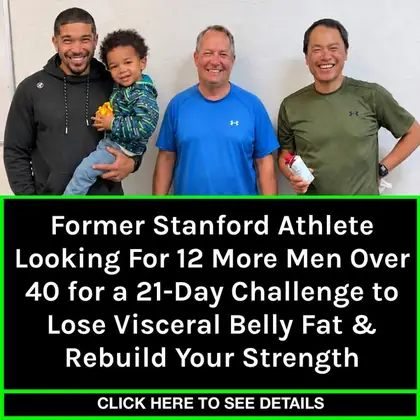 Former Stanford Athlete
Looking For 12 More Men Over
40 for a 21-Day Challenge to
Lose Visceral Belly Fat &
Rebuild Your Strength
CLICK HERE TO SEE DETAILS